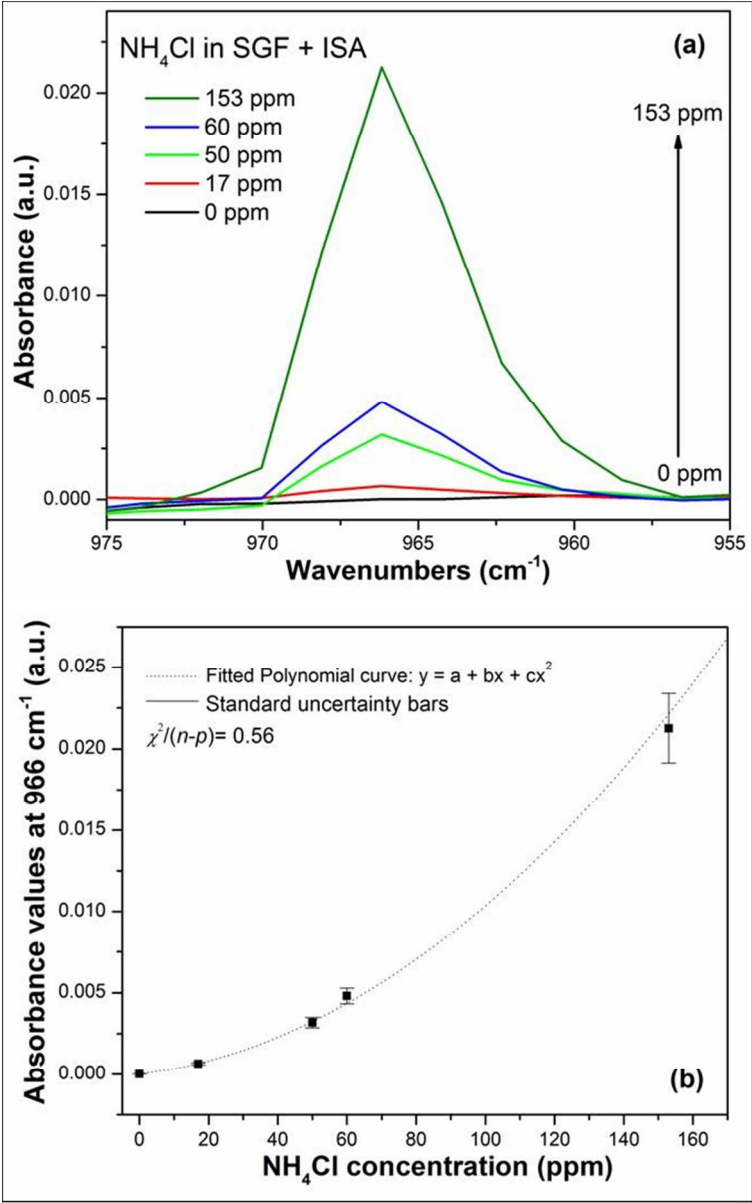 NH₄Cl in SGF + ISA
(a)
153 ppm
60 ppm
50 ppm
17 ppm
0 ppm
153 ppm
0 ppm
0.020
0.015
0.010
0.005
0.000
Absorbance (a.u.)
975 970 965 960 955
Wavenumbers (cm⁻¹)
Fitted Polynomial curve: y = a + bx + cx²
Standard uncertainty bars
χ²/(n-p)= 0.56
0.025
0.020
0.015
0.010
0.005
0.000
Absorbance values at 966 cm⁻¹ (a.u.)
(b)
0 20 40 60 80 100 120 140 160
NH₄Cl concentration (ppm)